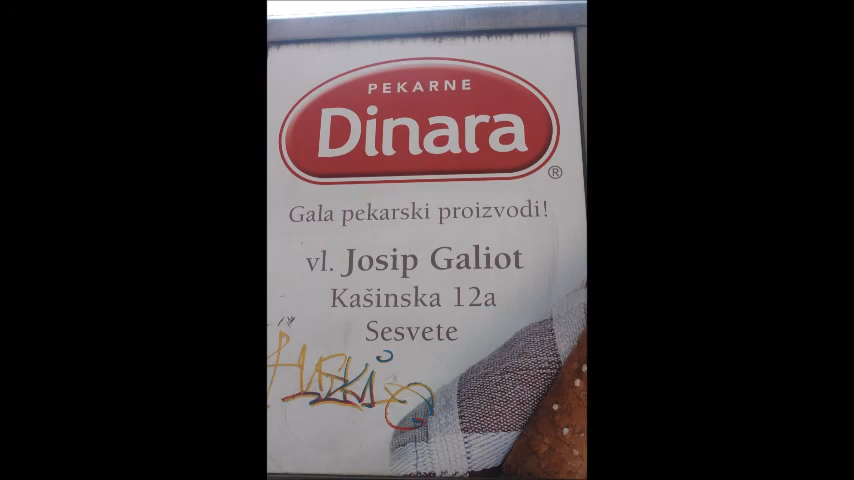 PEKARNE
Dinara
®
Gala pekarski proizvodi!
vl. Josip Galiot
Kašinska 12a
Sesvete